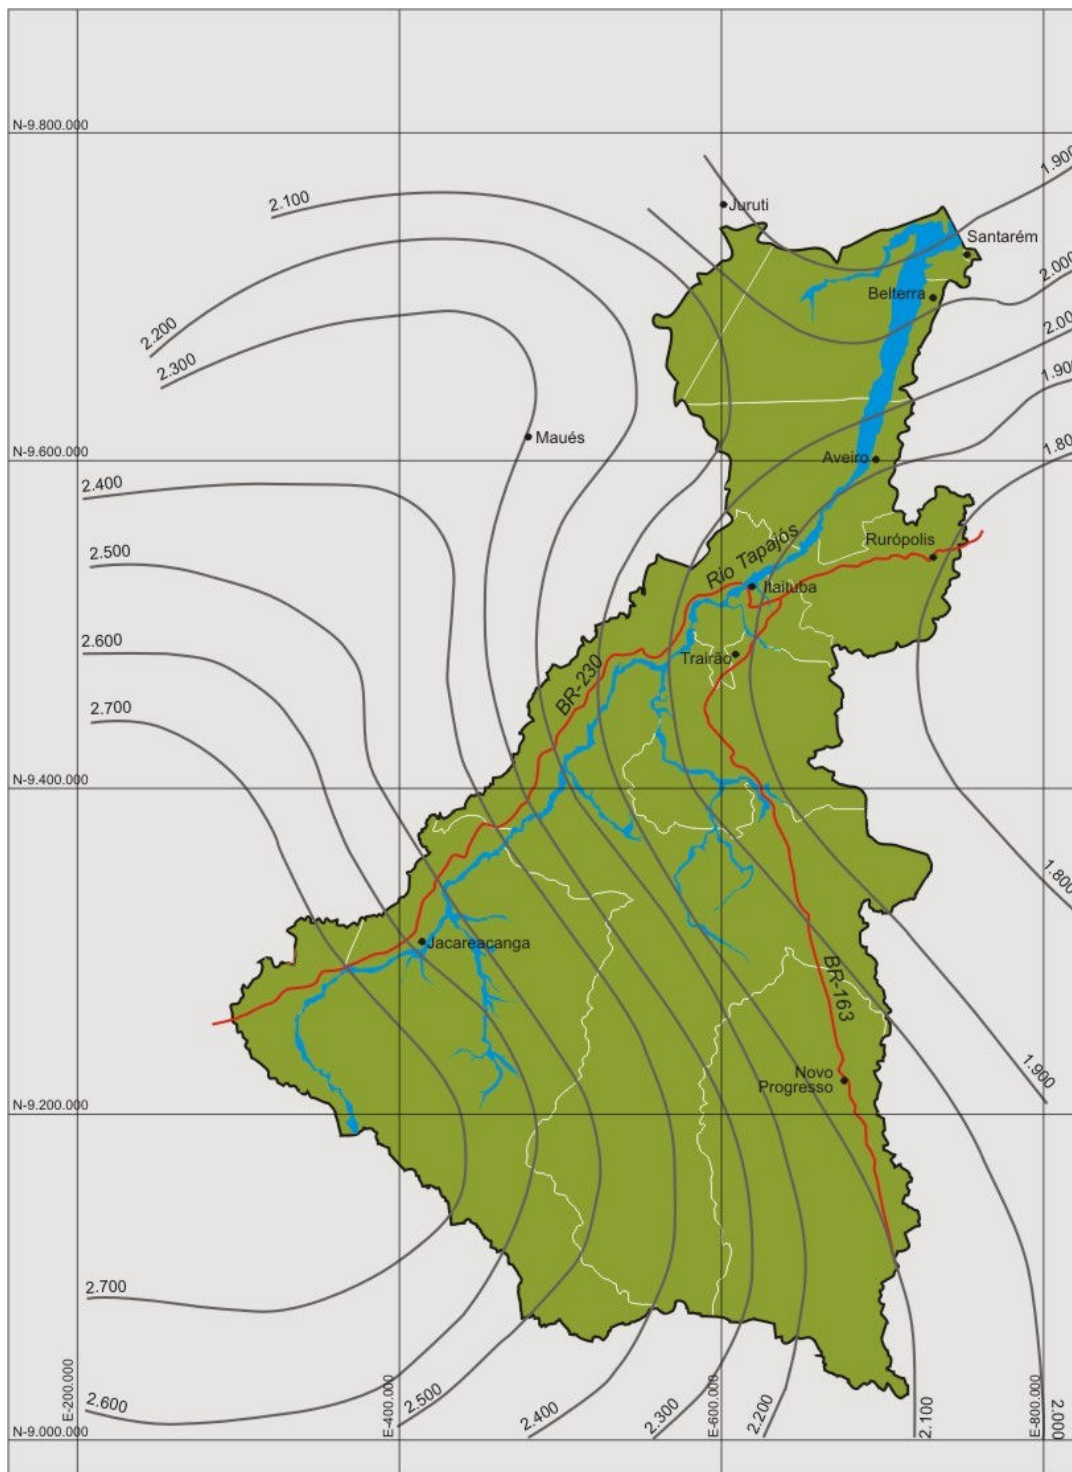 N-9.800.000
1.900
2.100
Juruti
Santarém
2.000
Belterra
2.200
2.00
2.300
1.900
Maués
N-9.600.000
Aveiro
1.80
2.400
2.500
Rurópolis
Rio Tapajós
Itaituba
2.600
Trairão
BR-230
2.700
N-9.400.000
1.800
Jacareacanga
BR-163
1.900
Novo
Progresso
N-9.200.000
2.700
2.600
E-200.000
E-400.000
2.500
2.400
2.300
E-600.000
2.200
2.100
E-800.000
2.000
N-9.000.000